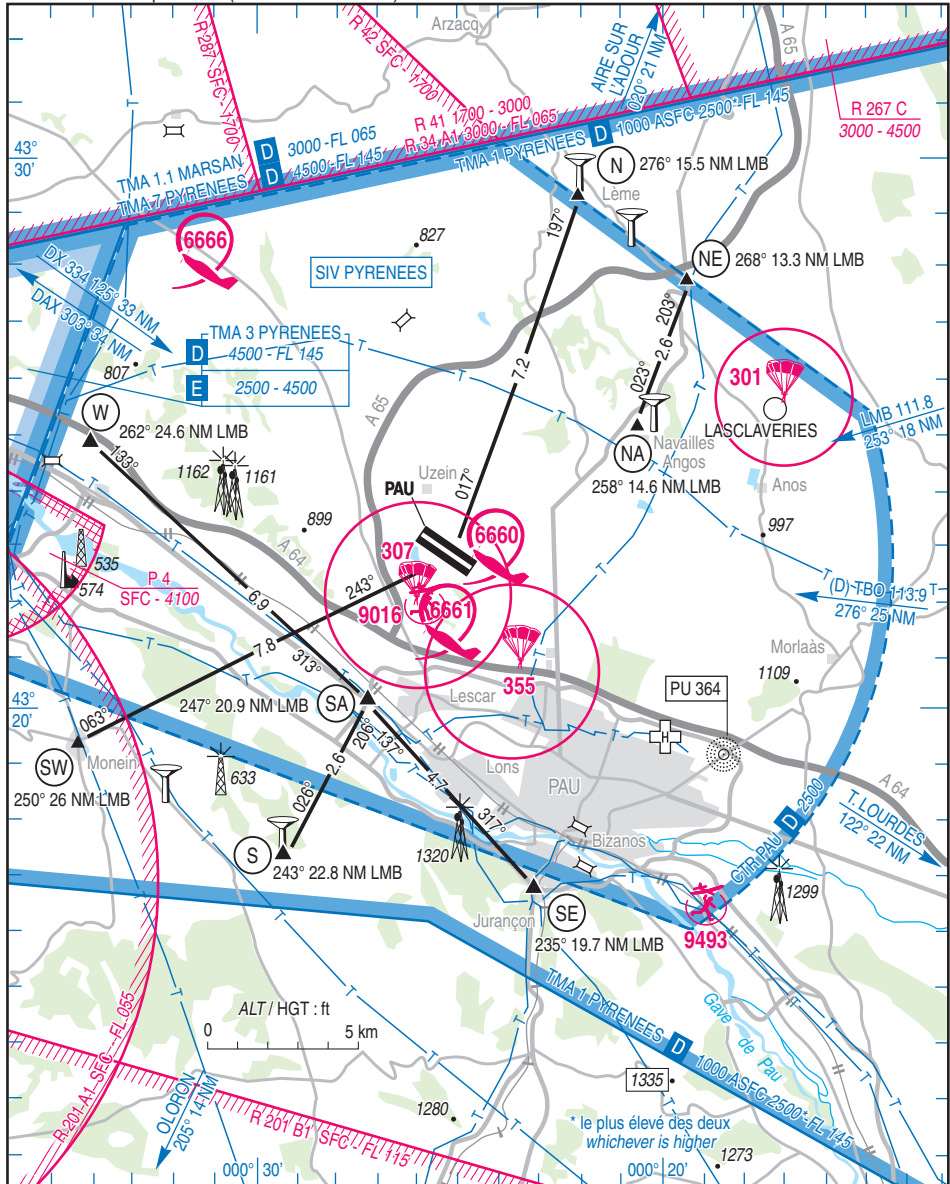 Arzacq
R 287 SFC - 1700
R 42 SFC - 1700
AIRE SUR
L'ADOUR
020° 21 NM
A 65
R 267 C
3000 - 4500
43°
30'
TMA 1.1 MARSAN D 3000 - FL 065
TMA 7 PYRENEES D 4500 - FL 145
R 41 1700 - 3000
R 34 A1 3000 - FL 065
TMA 1 PYRENEES D 1000 ASFC 2500* FL 145
N
276° 15.5 NM LMB
Lème
197°
6666
827
SIV PYRENEES
NE
268° 13.3 NM LMB
DX 334 125° 33 NM
DAX 303° 34 NM
TMA 3 PYRENEES
D 4500 - FL 145
E 2500 - 4500
807
7.2
203°
2.6
023°
301
LASCLAVERIES
LMB 111.8
253° 18 NM
W
262° 24.6 NM LMB
133°
A 65
1162
1161
Uzein
NA
Navailles
Angos
258° 14.6 NM LMB
Anos
PAU
017°
899
A 64
997
307
6660
535
574
P 4
SFC - 4100
243°
9016
6661
(D) TBO 113.9
276° 25 NM
6.9
7.8
313°
355
Morlaàs
1109
PU 364
43°
20'
247° 20.9 NM LMB
SA
Lescar
063°
206°
137°
SW
Monein
250° 26 NM LMB
633
2.6
026°
4.7
317°
Lons
PAU
A 64
T. LOURDES
122° 22 NM
S
243° 22.8 NM LMB
1320
Bizanos
CTR PAU D 2500
1299
Jurançon
SE
235° 19.7 NM LMB
9493
ALT / HGT : ft
0 5 km
TMA 1 PYRENEES D 1000 ASFC 2500* FL 145
Gave de Pau
R 201 A1 SFC - FL 055
OLORON
205° 14 NM
R 201 B1 SFC - FL 115
1280
1335
* le plus élevé des deux
whichever is higher
1273
000° 30'
000° 20'